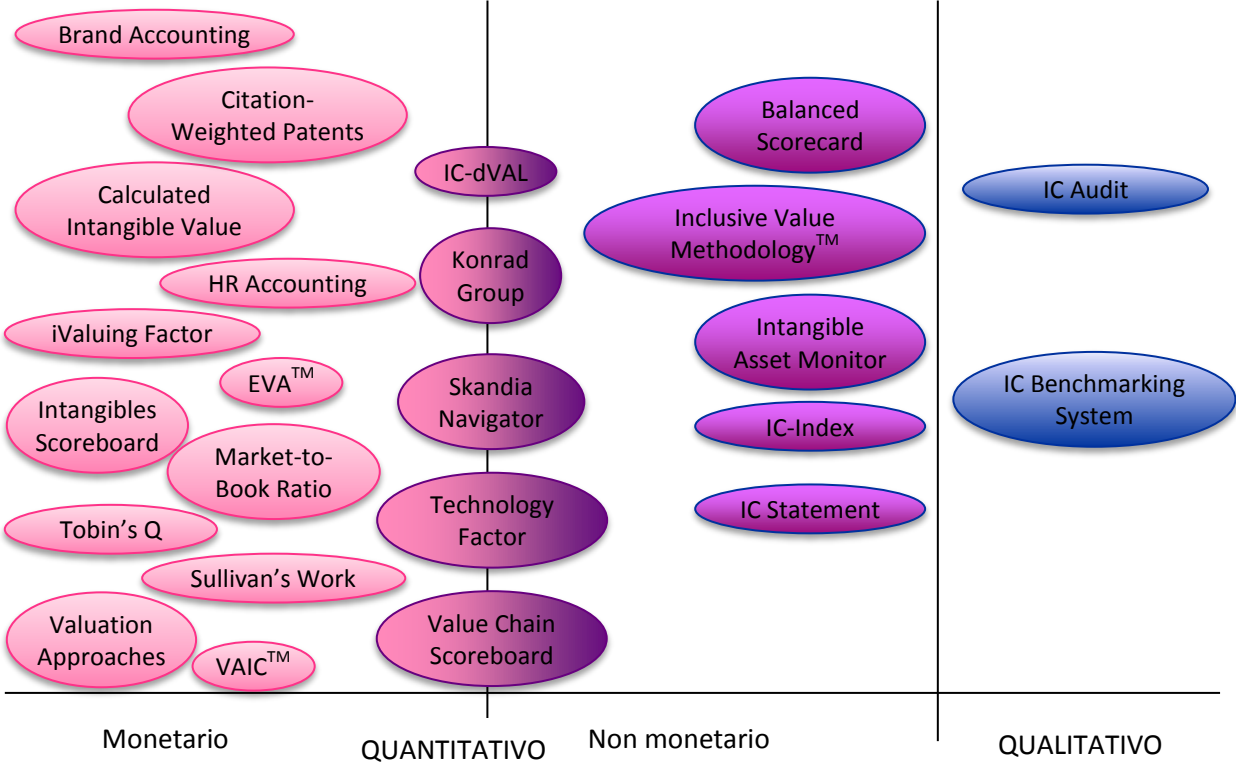 Brand Accounting
Citation-
Weighted Patents
Calculated
Intangible Value
HR Accounting
iValuing Factor
EVA™
Intangibles
Scoreboard
Market-to-
Book Ratio
Tobin’s Q
Sullivan’s Work
Valuation
Approaches
VAIC™
IC-dVAL
Konrad
Group
Skandia
Navigator
Technology
Factor
Value Chain
Scoreboard
Balanced
Scorecard
Inclusive Value
Methodology™
Intangible
Asset Monitor
IC-Index
IC Statement
IC Audit
IC Benchmarking
System
Monetario
QUANTITATIVO
Non monetario
QUALITATIVO